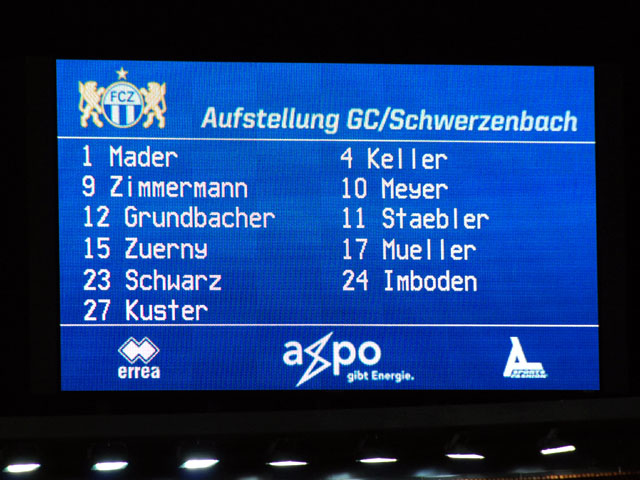 FCZ
Aufstellung GC/Schwerzenbach
1 Mader
4 Keller
9 Zimmermann
10 Meyer
12 Grundbacher
11 Staebler
15 Zuerny
17 Mueller
23 Schwarz
24 Imboden
27 Kuster
errea
axpo
gibt Energie.